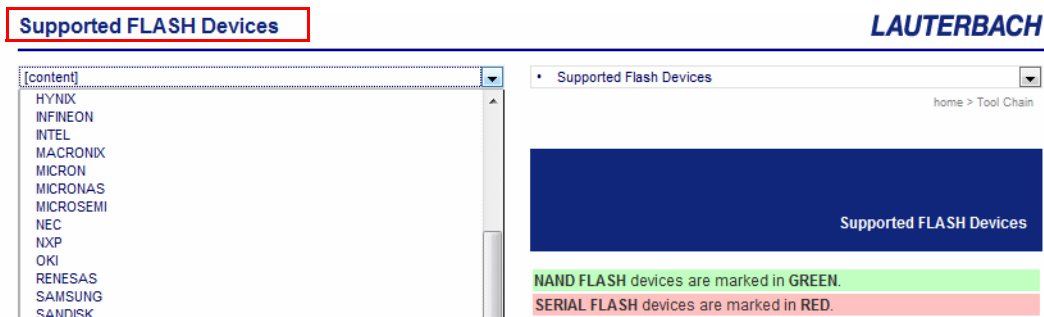 Supported FLASH Devices
LAUTERBACH
[content]
HYNIX
INFINEON
INTEL
MACRONIX
MICRON
MICRONAS
MICROSEMI
NEC
NXP
OKI
RENESAS
SAMSUNG
SANDISK
• Supported Flash Devices
home > Tool Chain
Supported FLASH Devices
NAND FLASH devices are marked in GREEN.
SERIAL FLASH devices are marked in RED.